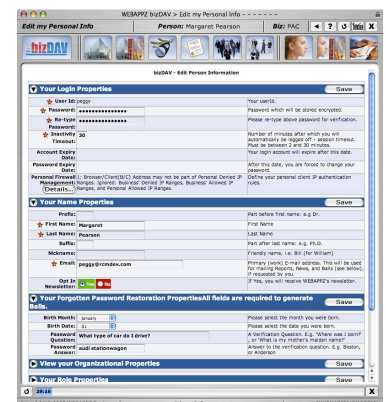 WEBAPPZ bizDAV > Edit my Personal Info - - - - - - - -
Edit my Personal Info Person: Margaret Pearson Biz: PAC
bizDAV
bizDAV - Edit Person Information
Your Login Properties Save
User Id: peggy Your userid.
Password: •••••••••••••••• Password which will be stored encrypted.
Re-type Password: •••••••••••••••• Please re-type above password for verification.
Inactivity Timeout: 30 Number of minutes after which you will automatically be logged off - session timeout. Must be between 2 and 30 minutes.
Account Expiry Date: Your login account will expire after this date.
Password Expiry Date: After this date, you are forced to change your password.
Personal Firewall Management: Details... 1. Browser/Client(B/C) Address may not be part of Personal Denied IP Ranges. Ignored: Business' Denied IP Ranges, Business' Allowed IP Ranges, and Personal Allowed IP Ranges. Define your personal client IP authentication rules.
Your Name Properties Save
Prefix: Part before first name: e.g Dr.
First Name: Margarot First Name
Last Name: Pearson Last Name
Suffix: Part after last name: e.g. Ph.D.
Nickname: Friendly name, i.e. Bill (for William)
Email: peggy@rcmdev.com Primary (work) E-mail address. This will be used for mailing Reports, News, and Balls (see below), if requested by you.
Opt In Newsletter: Yes No If Yes, you will receive WEBAPPZ's newsletter.
Your Forgotten Password Restoration PropertiesAll fields are required to generate Balls. Save
Birth Month: January Please select the month you were born.
Birth Date: 01 Please select the date you were born.
Password Question: What type of car do I drive? A Verification Question. E.g. "Where was I born?" , or 'What is my mother's maiden name?'
Password Answer: audi stationwagon Answer to the verification question. E.g. Boston, or Anderson
View your Organizational Properties Save
Your Role Properties Save
29:16 X